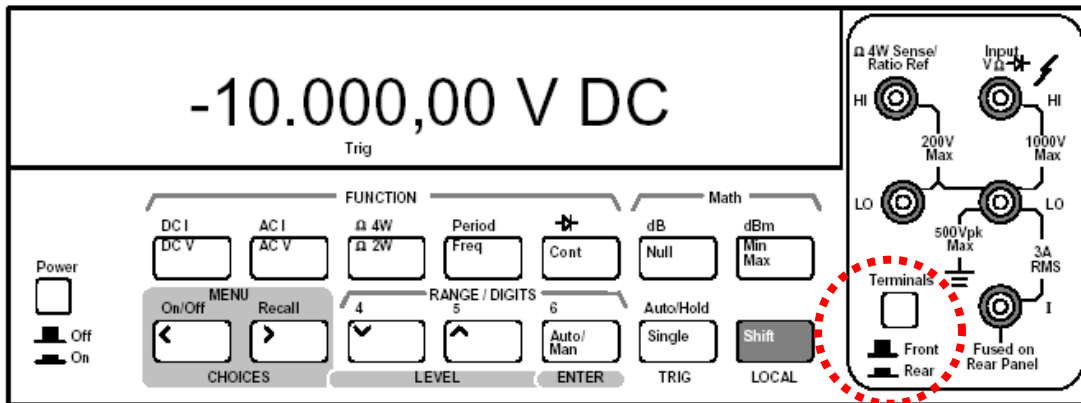 -10.000,00 V DC
Trig
Ω 4W Sense/
Ratio Ref
Input
V Ω
HI
HI
200V
Max
1000V
Max
LO
LO
500Vpk
Max
3A
RMS
Terminals
I
Front
Rear
Fused on
Rear Panel
Power
Off
On
FUNCTION
Math
DC I
AC I
Ω 4W
Period
dB
dBm
DC V
AC V
Ω 2W
Freq
Cont
Null
Min
Max
MENU
RANGE / DIGITS
On/Off
Recall
4
5
6
Auto/Hold
<
>
Auto/
Man
Single
Shift
CHOICES
LEVEL
ENTER
TRIG
LOCAL